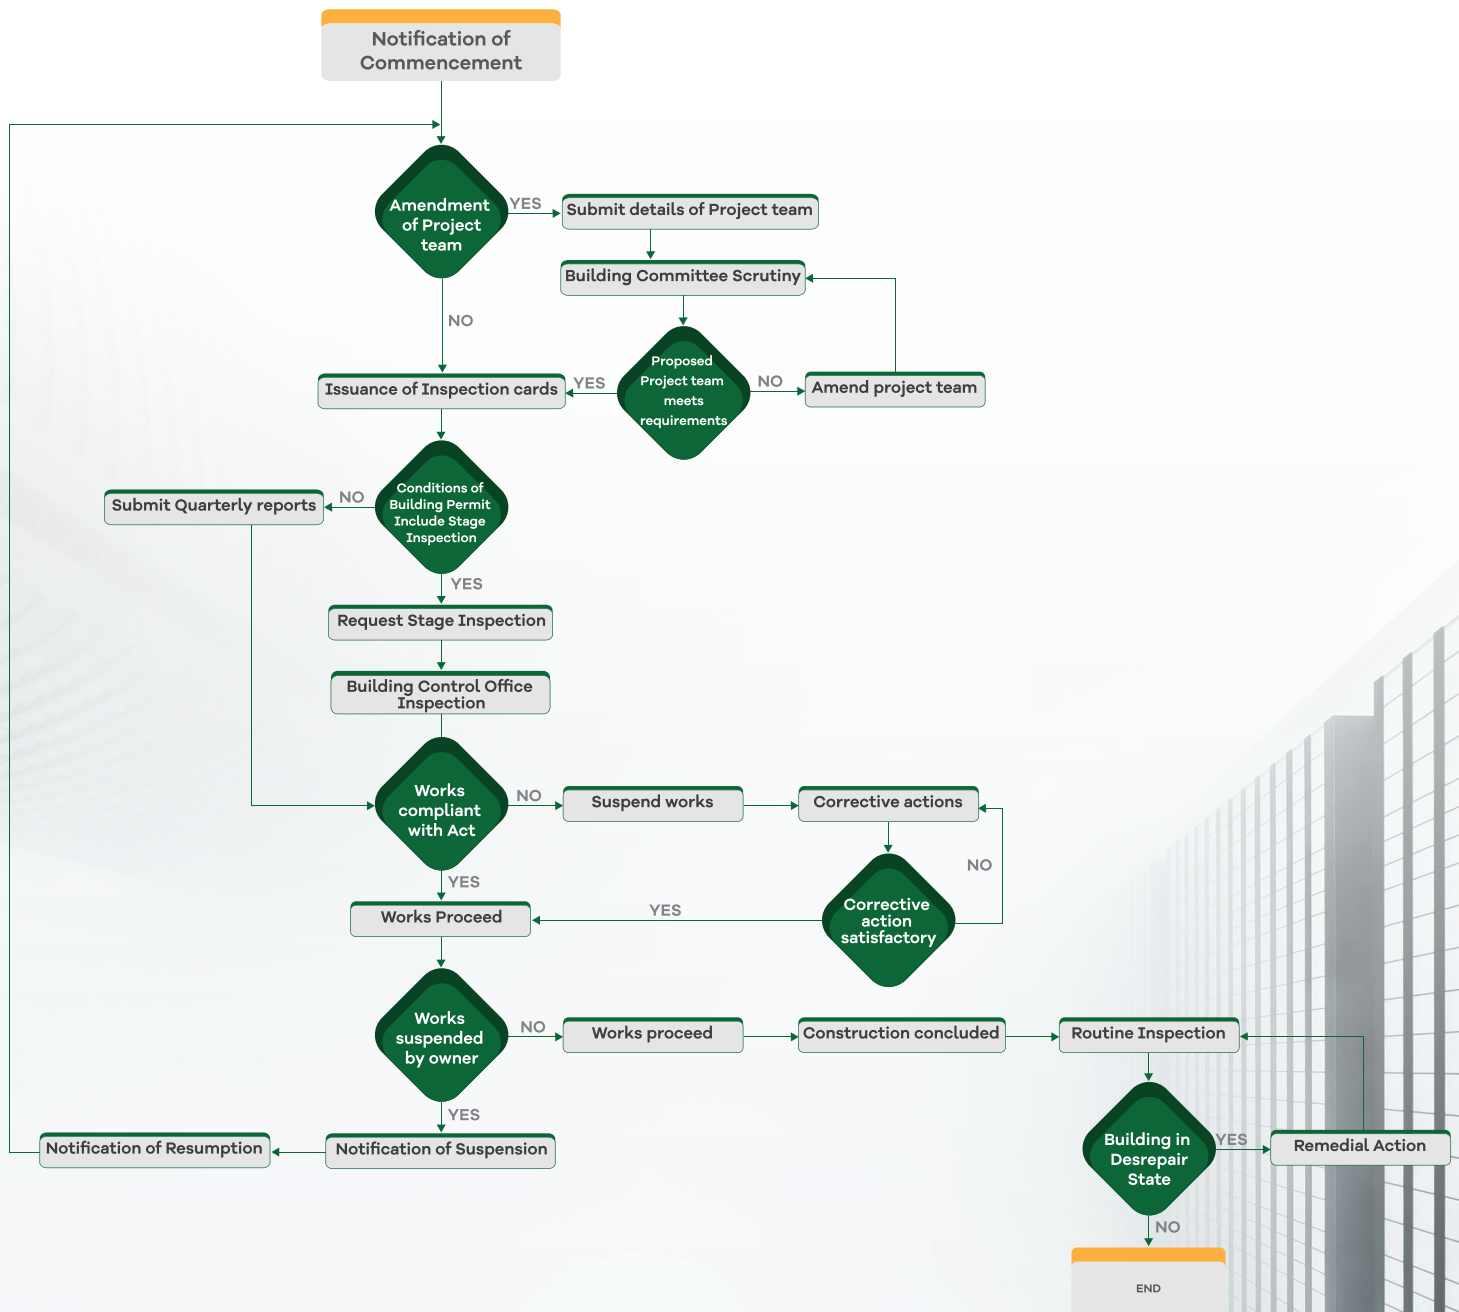 Notification of
Commencement
Amendment
of Project
team
YES
Submit details of Project team
Building Committee Scrutiny
NO
Proposed
Project team
meets
requirements
YES
NO
Issuance of Inspection cards
Amend project team
Conditions of
Building Permit
Include Stage
Inspection
NO
Submit Quarterly reports
YES
Request Stage Inspection
Building Control Office
Inspection
Works
compliant
with Act
NO
Suspend works
Corrective actions
NO
YES
Works Proceed
YES
Corrective
action
satisfactory
Works
suspended
by owner
NO
Works proceed
Construction concluded
Routine Inspection
YES
Notification of Resumption
Notification of Suspension
Building in
Desrepair
State
YES
Remedial Action
NO
END